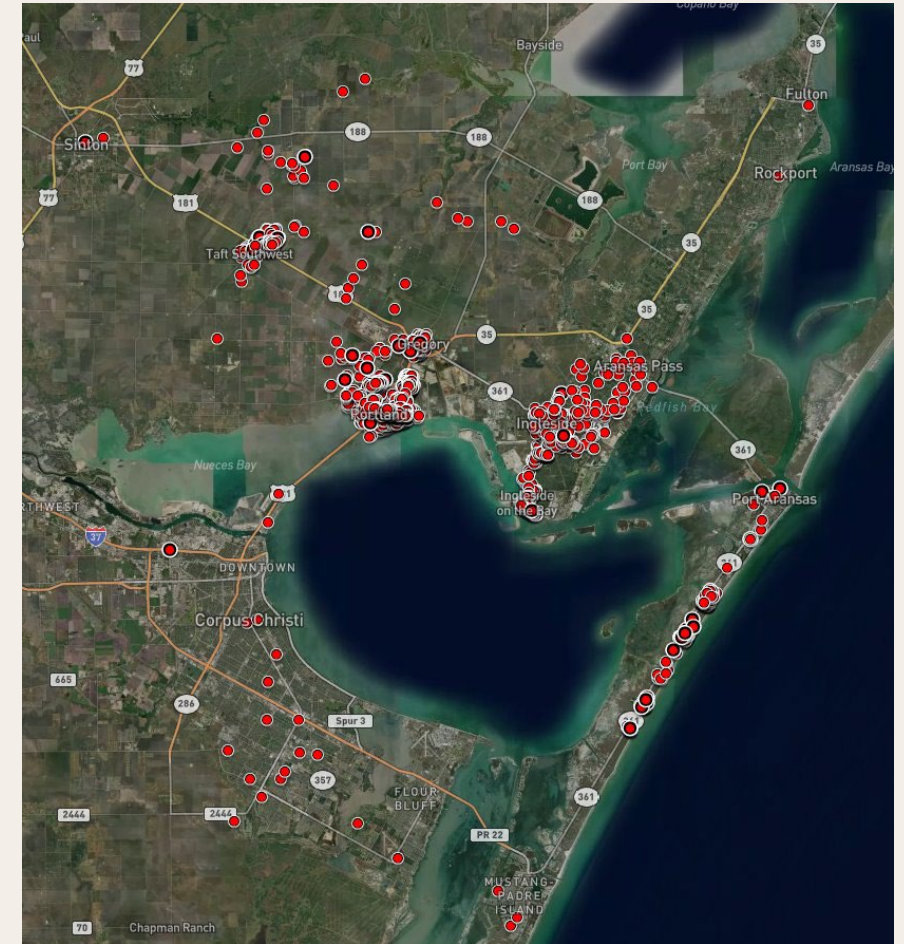 Copano Bay
35
aul
Bayside
77
Fulton
188
188
Sinton
Port Bay
Rockport
Aransas Bay
77
181
188
35
Taft Southwest
35
35
Gregory
Aransas Pass
361
Redfish Bay
Portland
Ingleside
361
Nueces Bay
Ingleside
on the Bay
Port Aransas
RTHWEST
37
DOWNTOWN
Corpus Christi
665
286
Spur 3
357
FLOUR
BLUFF
361
2444
2444
PR 22
MUSTANG-
PADRE
ISLAND
70
Chapman Ranch